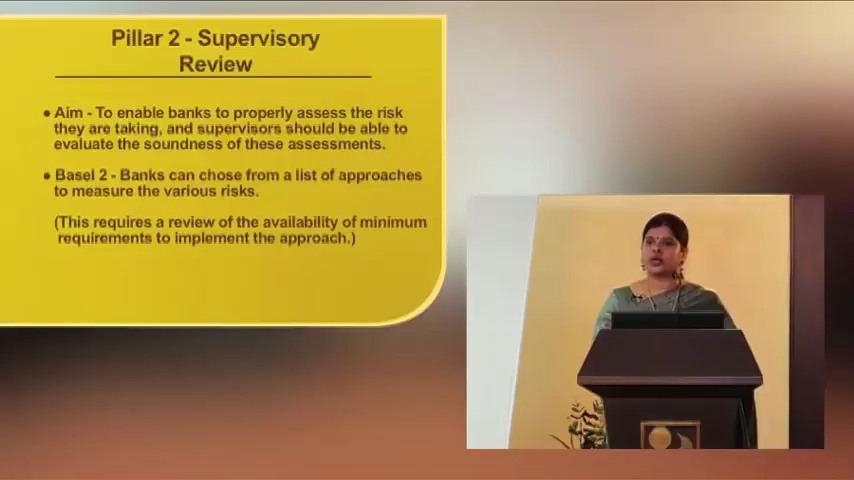 Pillar 2 - Supervisory
Review
● Aim - To enable banks to properly assess the risk
they are taking, and supervisors should be able to
evaluate the soundness of these assessments.
● Basel 2 - Banks can chose from a list of approaches
to measure the various risks.
(This requires a review of the availability of minimum
requirements to implement the approach.)